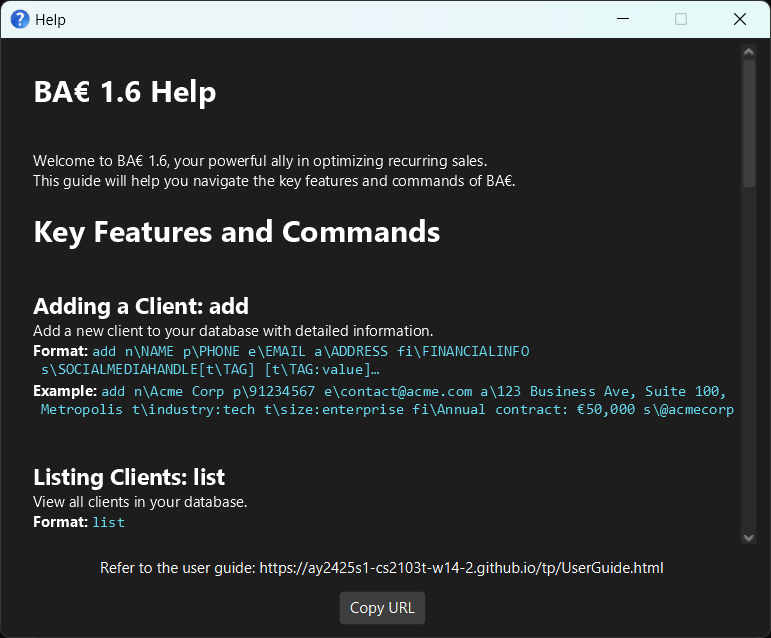 Help
BA€ 1.6 Help
Welcome to BA€ 1.6, your powerful ally in optimizing recurring sales.
This guide will help you navigate the key features and commands of BA€.
Key Features and Commands
Adding a Client: add
Add a new client to your database with detailed information.
Format: add n\NAME p\PHONE e\EMAIL a\ADDRESS fi\FINANCIALINFO
s\SOCIALMEDIAHANDLE[t\TAG] [t\TAG:value]…
Example: add n\Acme Corp p\91234567 e\contact@acme.com a\123 Business Ave, Suite 100,
Metropolis t\industry:tech t\size:enterprise fi\Annual contract: €50,000 s\@acmecorp
Listing Clients: list
View all clients in your database.
Format: list
Refer to the user guide: https://ay2425s1-cs2103t-w14-2.github.io/tp/UserGuide.html
Copy URL